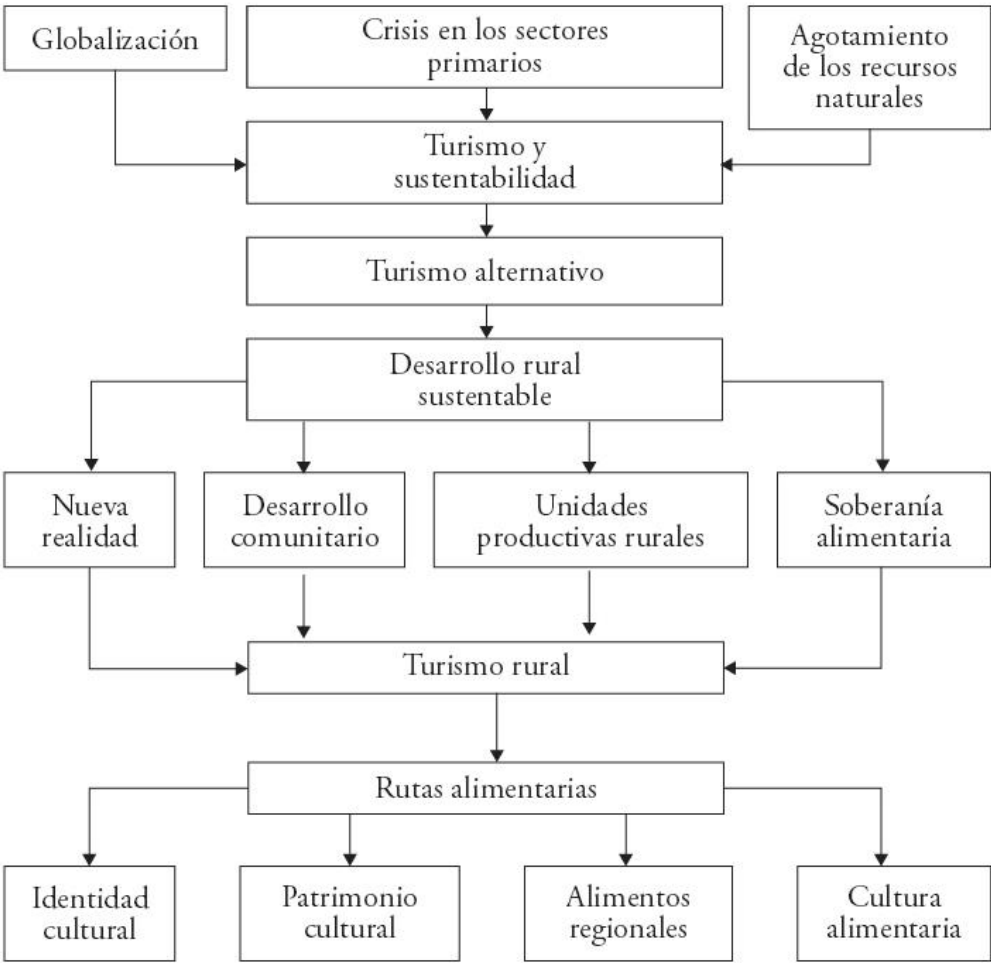 Globalización
Crisis en los sectores
primarios
Agotamiento
de los recursos
naturales
Turismo y
sustentabilidad
Turismo alternativo
Desarrollo rural
sustentable
Nueva
realidad
Desarrollo
comunitario
Unidades
productivas rurales
Soberanía
alimentaria
Turismo rural
Rutas alimentarias
Identidad
cultural
Patrimonio
cultural
Alimentos
regionales
Cultura
alimentaria